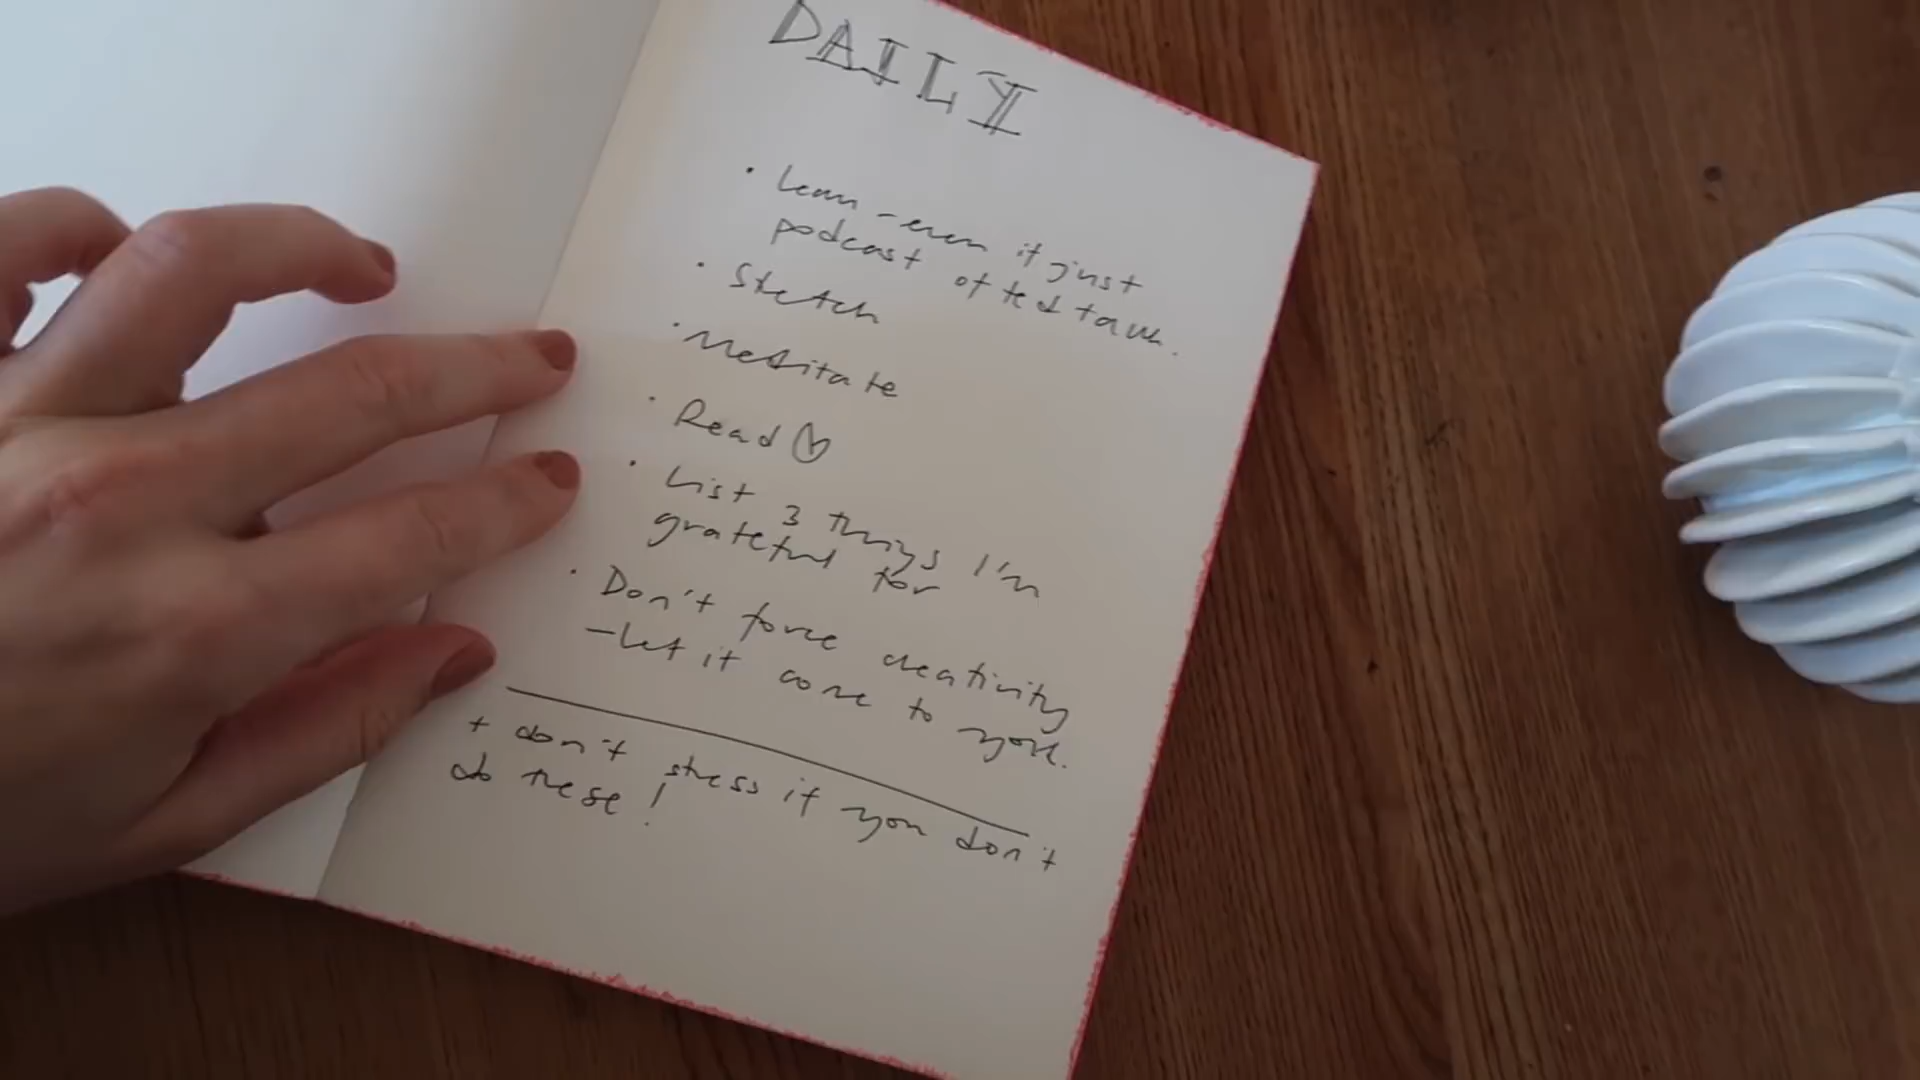 DAILY
• Learn - even if just
podcast or ted talk.
• Stretch
• Meditate
• Read
• List 3 things I'm
grateful for
• Don't force creativity
- let it come to you.
+ don't stress if you don't
do these!